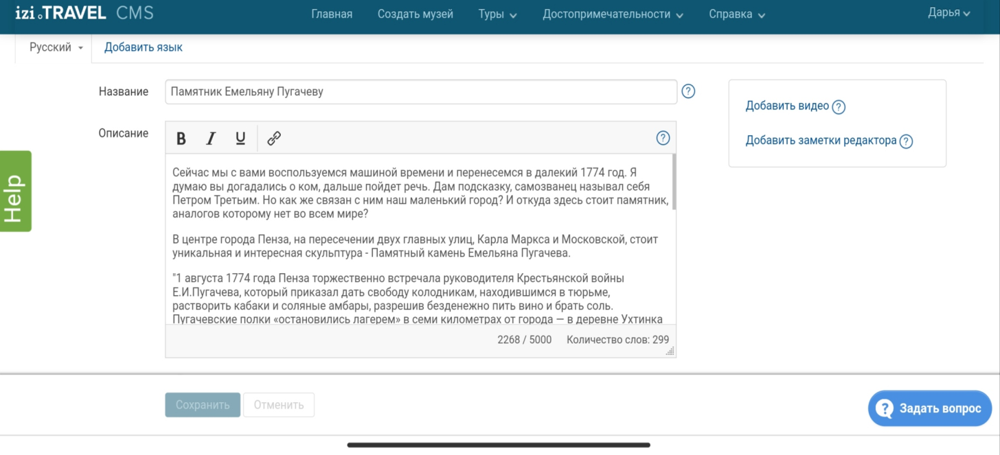 izi.TRAVEL CMS
Главная Создать музей Туры Достопримечательности Справка Дарья
Русский Добавить язык
Название Памятник Емельяну Пугачеву ?
Добавить видео ?
Добавить заметки редактора ?
Описание B I U ?
Сейчас мы с вами воспользуемся машиной времени и перенесемся в далекий 1774 год. Я
думаю вы догадались о ком, дальше пойдет речь. Дам подсказку, самозванец называл себя
Петром Третьим. Но как же связан с ним наш маленький город? И откуда здесь стоит памятник,
аналогов которому нет во всем мире?
В центре города Пенза, на пересечении двух главных улиц, Карла Маркса и Московской, стоит
уникальная и интересная скульптура - Памятный камень Емельяна Пугачева.
"1 августа 1774 года Пенза торжественно встречала руководителя Крестьянской войны
Е.И.Пугачева, который приказал дать свободу колодникам, находившимся в тюрьме,
растворить кабаки и соляные амбары, разрешив безденежно пить вино и брать соль.
Пугачевские полки «остановились лагерем» в семи километрах от города — в деревне Ухтинка
2268 / 5000 Количество слов: 299
Help
Сохранить Отменить
? Задать вопрос